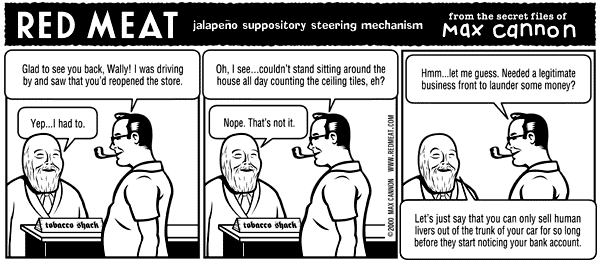 RED MEAT
jalapeño suppository steering mechanism
from the secret files of
max cannon
Glad to see you back, Wally! I was driving
by and saw that you'd reopened the store.
Yep...I had to.
tobacco shack
Oh, I see...couldn't stand sitting around the
house all day counting the ceiling tiles, eh?
Nope. That's not it.
tobacco shack
©2000 MAX CANNON WWW.REDMEAT.COM
Hmm...let me guess. Needed a legitimate
business front to launder some money?
Let's just say that you can only sell human
livers out of the trunk of your car for so long
before they start noticing your bank account.